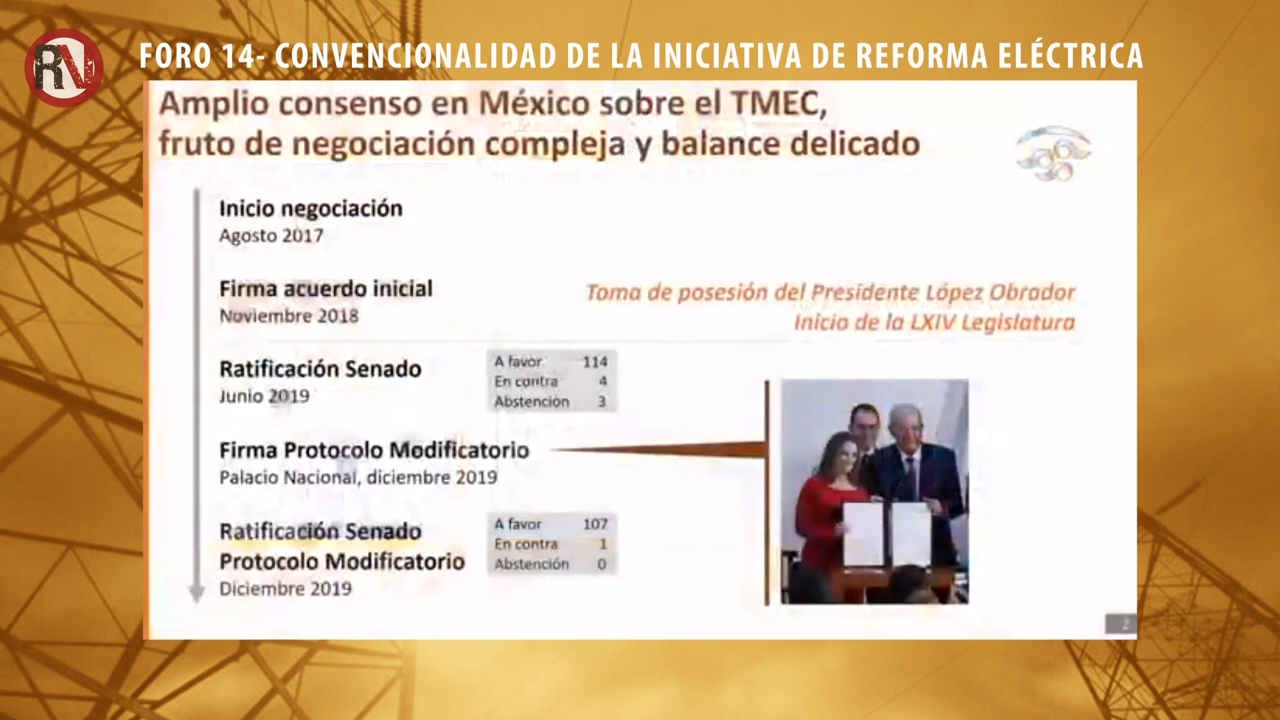 RN
FORO 14- CONVENCIONALIDAD DE LA INICIATIVA DE REFORMA ELÉCTRICA
Amplio consenso en México sobre el TMEC,
fruto de negociación compleja y balance delicado
Inicio negociación
Agosto 2017
Firma acuerdo inicial
Noviembre 2018
Toma de posesión del Presidente López Obrador
Inicio de la LXIV Legislatura
Ratificación Senado
Junio 2019
A favor 114
En contra 4
Abstención 3
Firma Protocolo Modificatorio
Palacio Nacional, diciembre 2019
Ratificación Senado
Protocolo Modificatorio
Diciembre 2019
A favor 107
En contra 1
Abstención 0
2